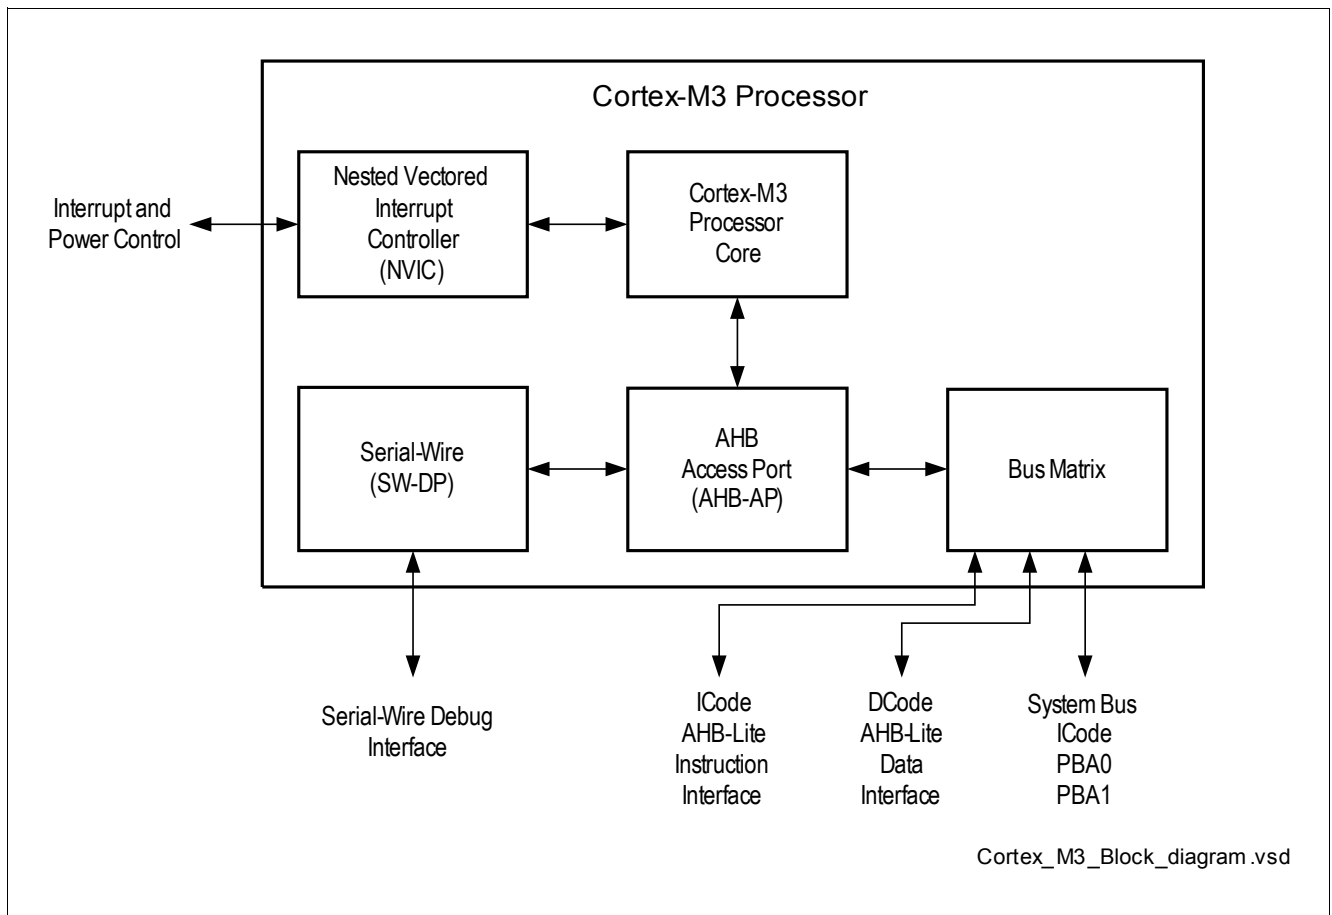 Cortex-M3 Processor
Nested Vectored
Interrupt
Controller
(NVIC)
Cortex-M3
Processor
Core
Interrupt and
Power Control
Serial-Wire
(SW-DP)
AHB
Access Port
(AHB-AP)
Bus Matrix
Serial-Wire Debug
Interface
ICode
AHB-Lite
Instruction
Interface
DCode
AHB-Lite
Data
Interface
System Bus
ICode
PBA0
PBA1
Cortex_M3_Block_diagram.vsd